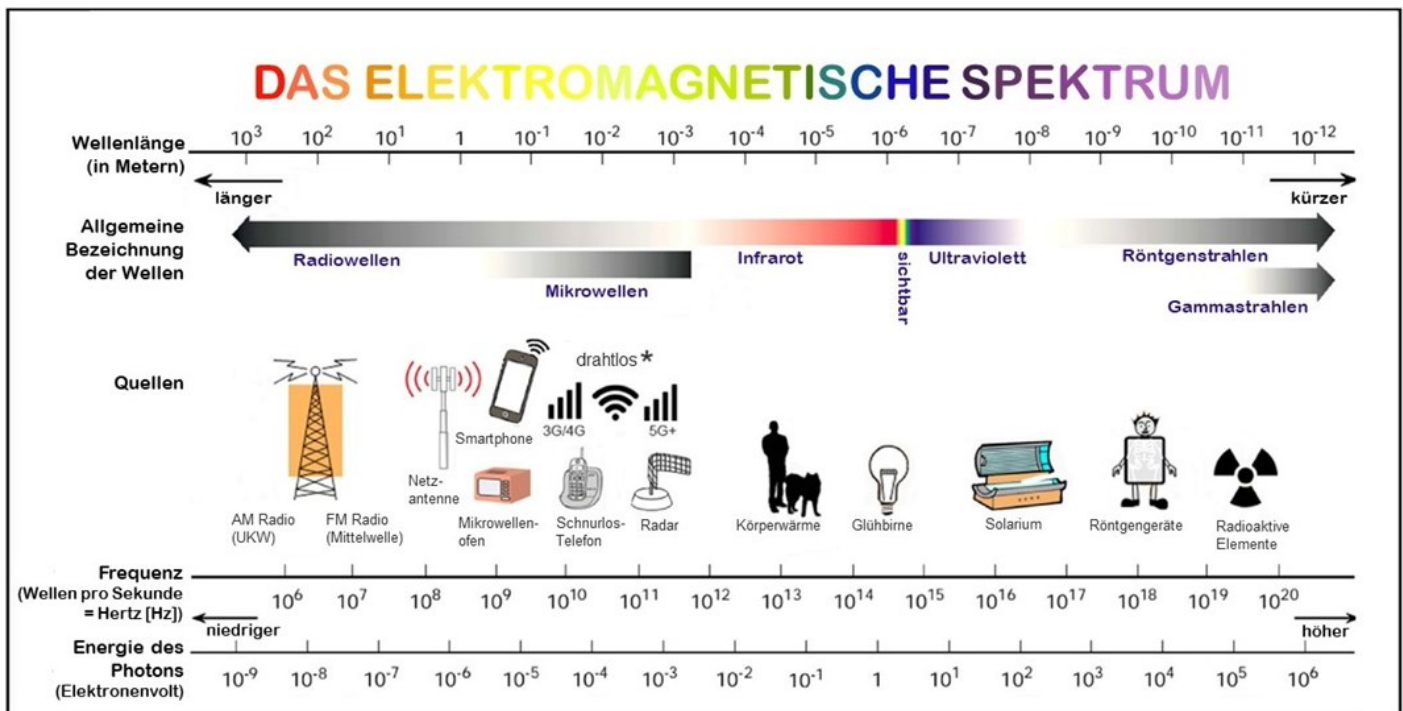 DAS ELEKTROMAGNETISCHE SPEKTRUM
Wellenlänge
(in Metern)
10³ 10² 10¹ 1 10⁻¹ 10⁻² 10⁻³ 10⁻⁴ 10⁻⁵ 10⁻⁶ 10⁻⁷ 10⁻⁸ 10⁻⁹ 10⁻¹⁰ 10⁻¹¹ 10⁻¹²
länger
kürzer
Allgemeine
Bezeichnung
der Wellen
Radiowellen
Mikrowellen
Infrarot
sichtbar
Ultraviolett
Röntgenstrahlen
Gammastrahlen
Quellen
AM Radio
(UKW)
FM Radio
(Mittelwelle)
Netz-
antenne
Smartphone
drahtlos *
3G/4G
5G+
Mikrowellen-
ofen
Schnurlos-
Telefon
Radar
Körperwärme
Glühbirne
Solarium
Röntgengeräte
Radioaktive
Elemente
Frequenz
(Wellen pro Sekunde
= Hertz [Hz])
10⁶ 10⁷ 10⁸ 10⁹ 10¹⁰ 10¹¹ 10¹² 10¹³ 10¹⁴ 10¹⁵ 10¹⁶ 10¹⁷ 10¹⁸ 10¹⁹ 10²⁰
niedriger
höher
Energie des
Photons
(Elektronenvolt)
10⁻⁹ 10⁻⁸ 10⁻⁷ 10⁻⁶ 10⁻⁵ 10⁻⁴ 10⁻³ 10⁻² 10⁻¹ 1 10¹ 10² 10³ 10⁴ 10⁵ 10⁶